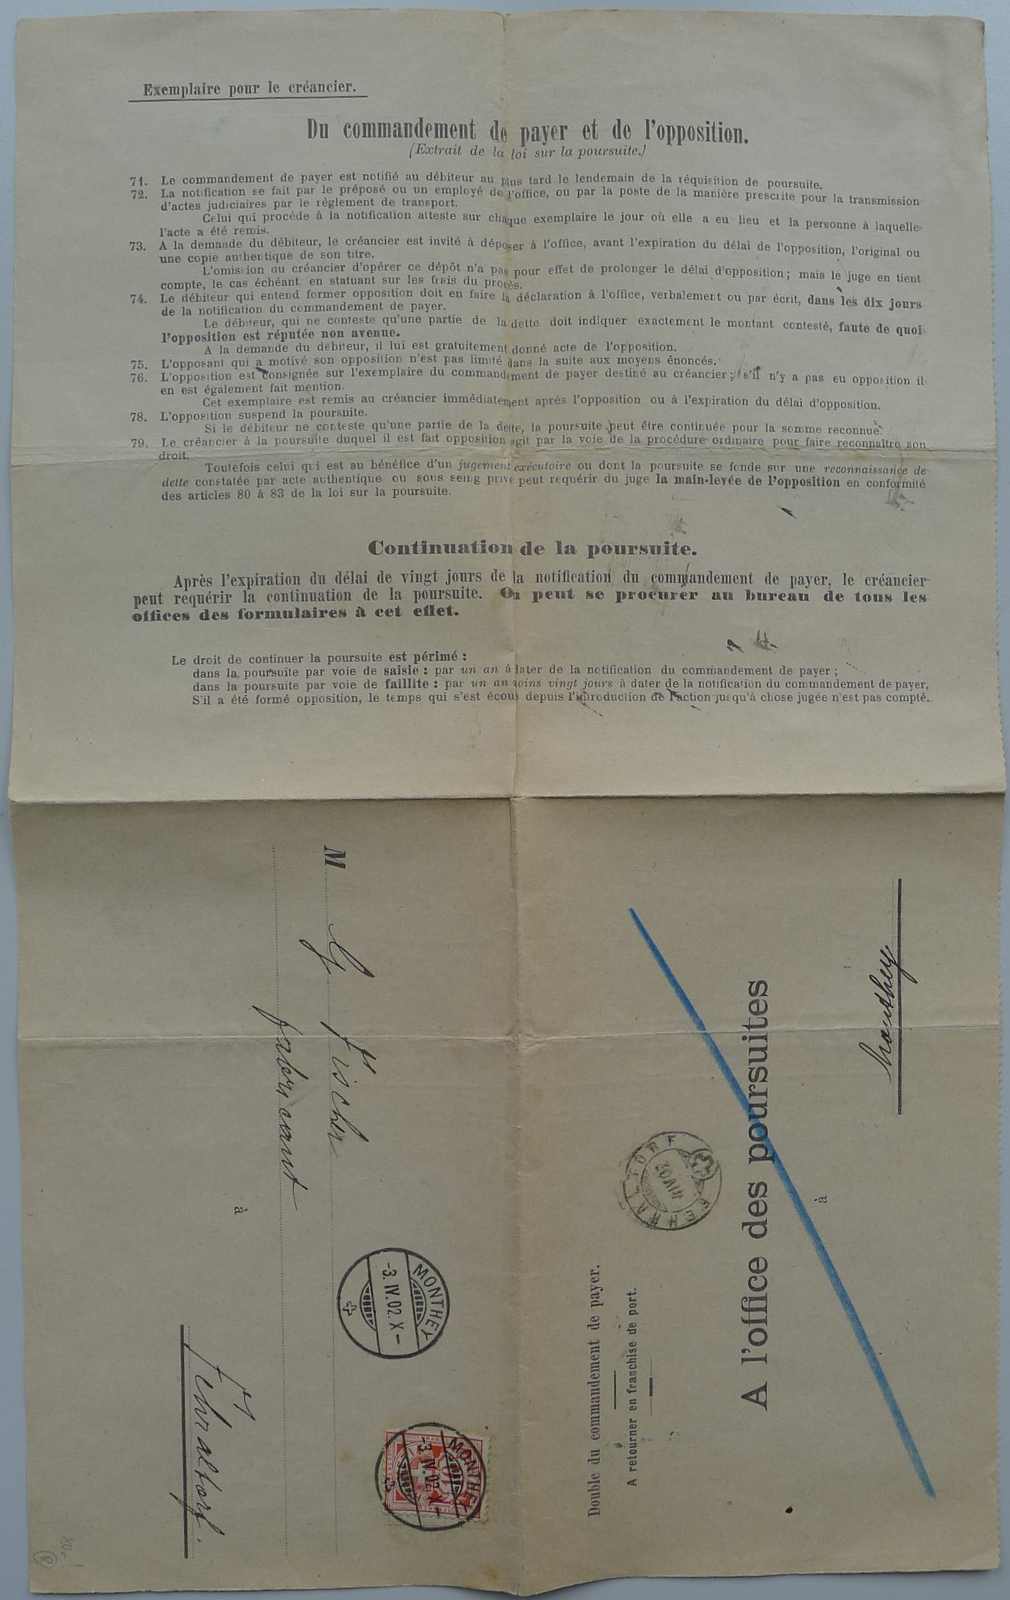 Exemplaire pour le créancier.
Du commandement de payer et de l'opposition.
(Extrait de la loi sur la poursuite.)
71. Le commandement de payer est notifié au débiteur au plus tard le lendemain de la réquisition de poursuite.
72. La notification se fait par le préposé ou un employé de l'office, ou par la poste de la manière prescrite pour la transmission
d'actes judiciaires par le règlement de transport.
Celui qui procède à la notification atteste sur chaque exemplaire le jour où elle a eu lieu et la personne à laquelle
l'acte a été remis.
73. A la demande du débiteur, le créancier est invité à déposer à l'office, avant l'expiration du délai de l'opposition, l'original ou
une copie authentique de son titre.
L'omission au créancier d'opérer ce dépôt n'a pas pour effet de prolonger le délai d'opposition; mais le juge en tient
compte, le cas échéant en statuant sur les frais du procès.
74. Le débiteur qui entend former opposition doit en faire la déclaration à l'office, verbalement ou par écrit, dans les dix jours
de la notification du commandement de payer.
Le débiteur, qui ne conteste qu'une partie de la dette doit indiquer exactement le montant contesté, faute de quoi
l'opposition est réputée non avenue.
A la demande du débiteur, il lui est gratuitement donné acte de l'opposition.
75. L'opposant qui a motivé son opposition n'est pas limité dans la suite aux moyens énoncés.
76. L'opposition est consignée sur l'exemplaire du commandement de payer destiné au créancier; s'il n'y a pas eu opposition il
en est également fait mention.
Cet exemplaire est remis au créancier immédiatement après l'opposition ou à l'expiration du délai d'opposition.
78. L'opposition suspend la poursuite.
Si le débiteur ne conteste qu'une partie de la dette, la poursuite peut être continuée pour la somme reconnue.
79. Le créancier à la poursuite duquel il est fait opposition agit par la voie de la procédure ordinaire pour faire reconnaître son
droit.
Toutefois celui qui est au bénéfice d'un jugement exécutoire ou dont la poursuite se fonde sur une reconnaissance de
dette constatée par acte authentique ou sous seing privé peut requérir du juge la main-levée de l'opposition en conformité
des articles 80 à 83 de la loi sur la poursuite.
Continuation de la poursuite.
Après l'expiration du délai de vingt jours de la notification du commandement de payer, le créancier
peut requérir la continuation de la poursuite. On peut se procurer au bureau de tous les
offices des formulaires à cet effet.
Le droit de continuer la poursuite est périmé :
dans la poursuite par voie de saisie : par un an à dater de la notification du commandement de payer ;
dans la poursuite par voie de faillite : par un an moins vingt jours à dater de la notification du commandement de payer,
S'il a été formé opposition, le temps qui s'est écoulé depuis l'introduction de l'action jusqu'à chose jugée n'est pas compté.
Double du commandement de payer.
A retourner en franchise de port.
A l'office des poursuites
à
Monthey
FEHRALTORF
M
Fischer
fabricant
à
Fehraltorf.
MONTHEY
-3.IV.02.X-
MONTHEY
-3.IV.02.X-